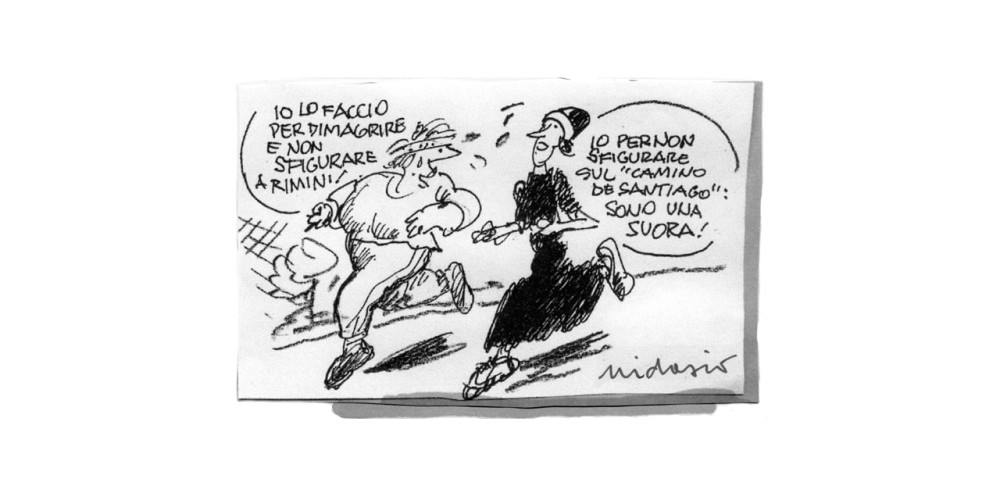 IO LO FACCIO
PER DIMAGRIRE
E NON
SFIGURARE
A RIMINI!
IO PER NON
SFIGURARE
SUL "CAMINO
DE SANTIAGO":
SONO UNA
SUORA!
nidasio